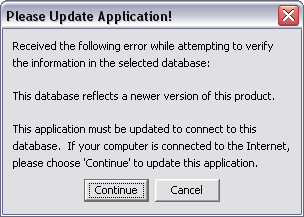 Please Update Application!
Received the following error while attempting to verify
the information in the selected database:
This database reflects a newer version of this product.
This application must be updated to connect to this
database.  If your computer is connected to the Internet,
please choose 'Continue' to update this application.
Continue
Cancel